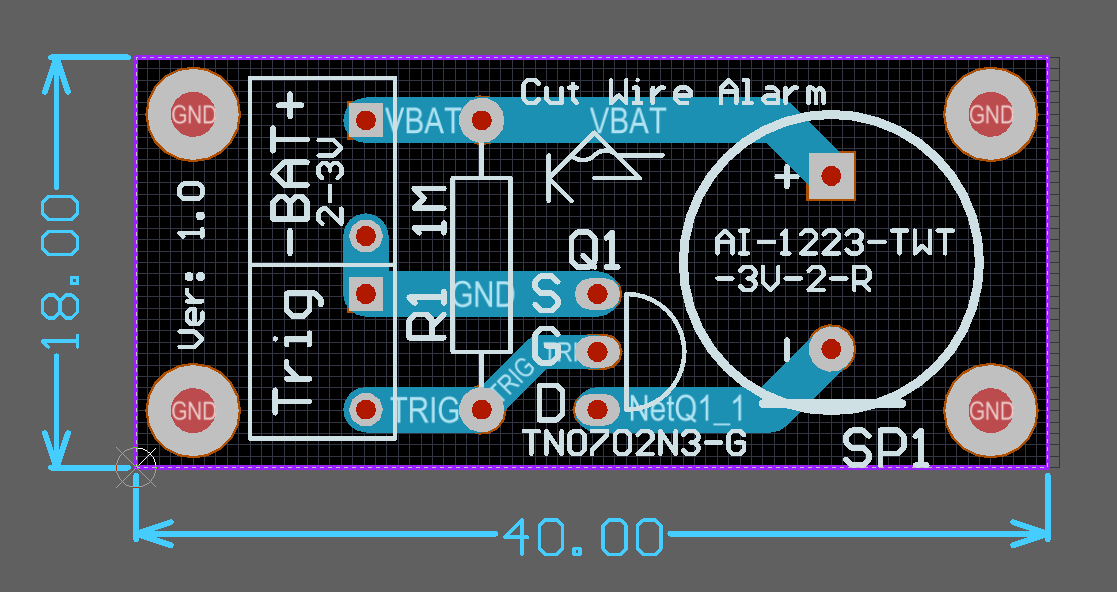 Cut Wire Alarm
GND
VBAT
VBAT
GND
-BAT+
2-3V
+
1M
Ver: 1.0
Q1
AI-1223-TWT
-3V-2-R
18.00
R1
GND
S
Trig
G
TRI
TRIG
-
GND
TRIG
D
NetQ1_1
GND
TN0702N3-G
SP1
40.00